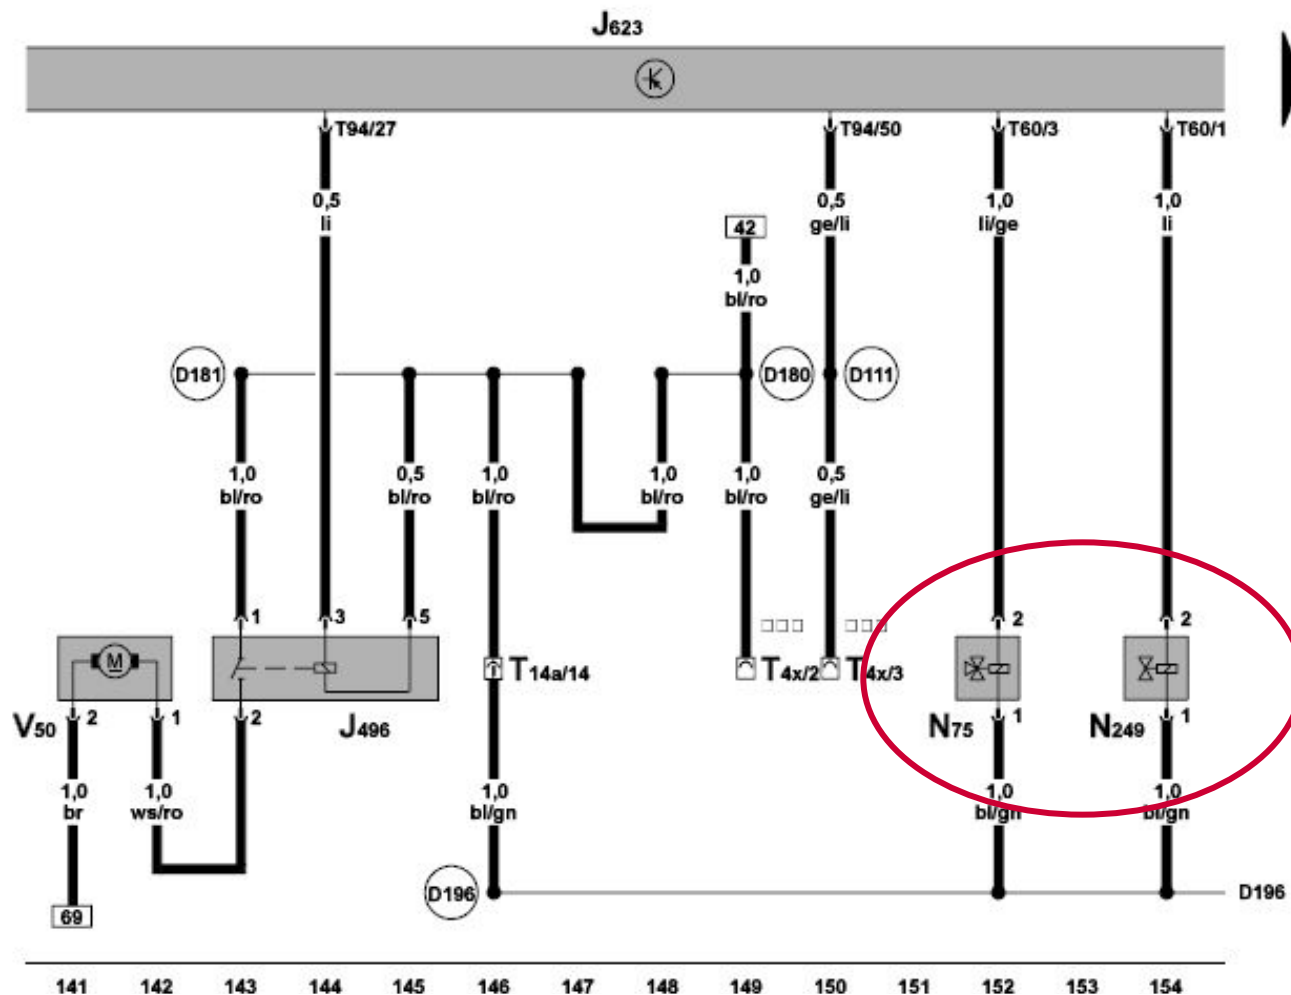 J623
T94/27
T94/50
T60/3
T60/1
0,5
li
0,5
ge/li
1,0
li/ge
1,0
li
42
1,0
bl/ro
D181
D180
D111
1,0
bl/ro
0,5
bl/ro
1,0
bl/ro
1,0
bl/ro
1,0
bl/ro
0,5
ge/li
1
3
5
2
2
M
T14a/14
T4x/2
T4x/3
V50
2
1
2
J496
N75
1
N249
1
1,0
br
1,0
ws/ro
1,0
bl/gn
1,0
bl/gn
1,0
bl/gn
D196
D196
69
141 142 143 144 145 146 147 148 149 150 151 152 153 154